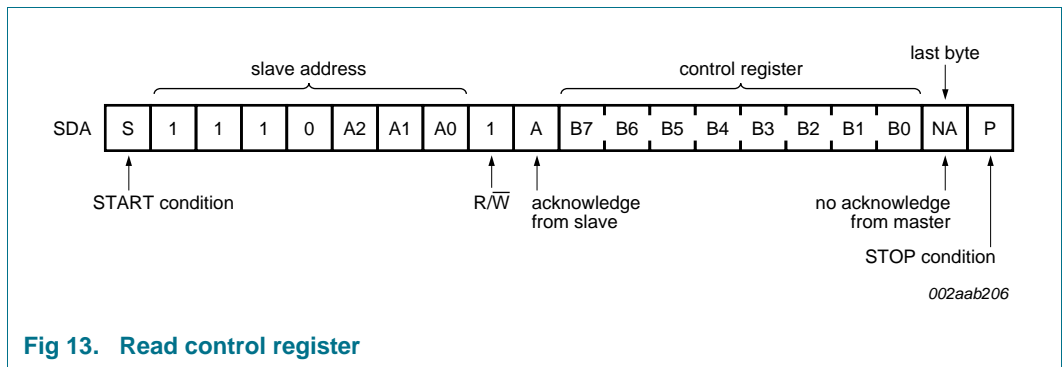 last byte
slave address
control register
SDA S 1 1 1 0 A2 A1 A0 1 A B7 B6 B5 B4 B3 B2 B1 B0 NA P
START condition
R/W̅
acknowledge
from slave
no acknowledge
from master
STOP condition
002aab206
Fig 13. Read control register